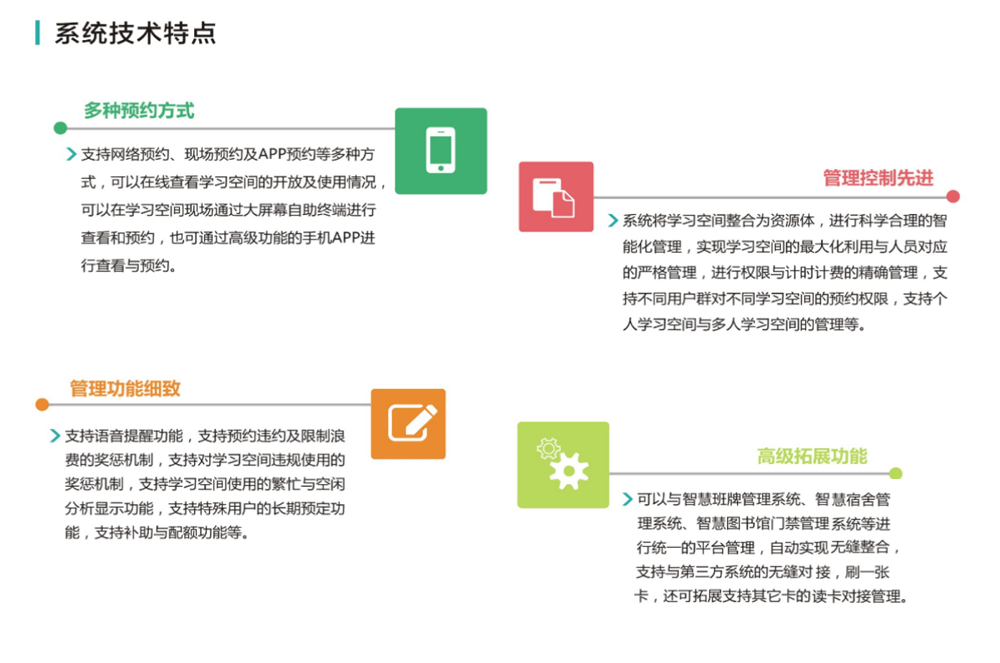 系统技术特点
多种预约方式
支持网络预约、现场预约及APP预约等多种方
式，可以在线查看学习空间的开放及使用情况，
可以在学习空间现场通过大屏幕自助终端进行
查看和预约，也可通过高级功能的手机APP进
行查看与预约。
管理控制先进
系统将学习空间整合为资源体，进行科学合理的智
能化管理，实现学习空间的最大化利用与人员对应
的严格管理，进行权限与计时计费的精确管理，支
持不同用户群对不同学习空间的预约权限，支持个
人学习空间与多人学习空间的管理等。
管理功能细致
支持语音提醒功能，支持预约违约及限制浪
费的奖惩机制，支持对学习空间违规使用的
奖惩机制，支持学习空间使用的繁忙与空闲
分析显示功能，支持特殊用户的长期预定功
能，支持补助与配额功能等。
高级拓展功能
可以与智慧班牌管理系统、智慧宿舍管
理系统、智慧图书馆门禁管理系统等进
行统一的平台管理，自动实现无缝整合，
支持与第三方系统的无缝对接，刷一张
卡，还可拓展支持其它卡的读卡对接管理。